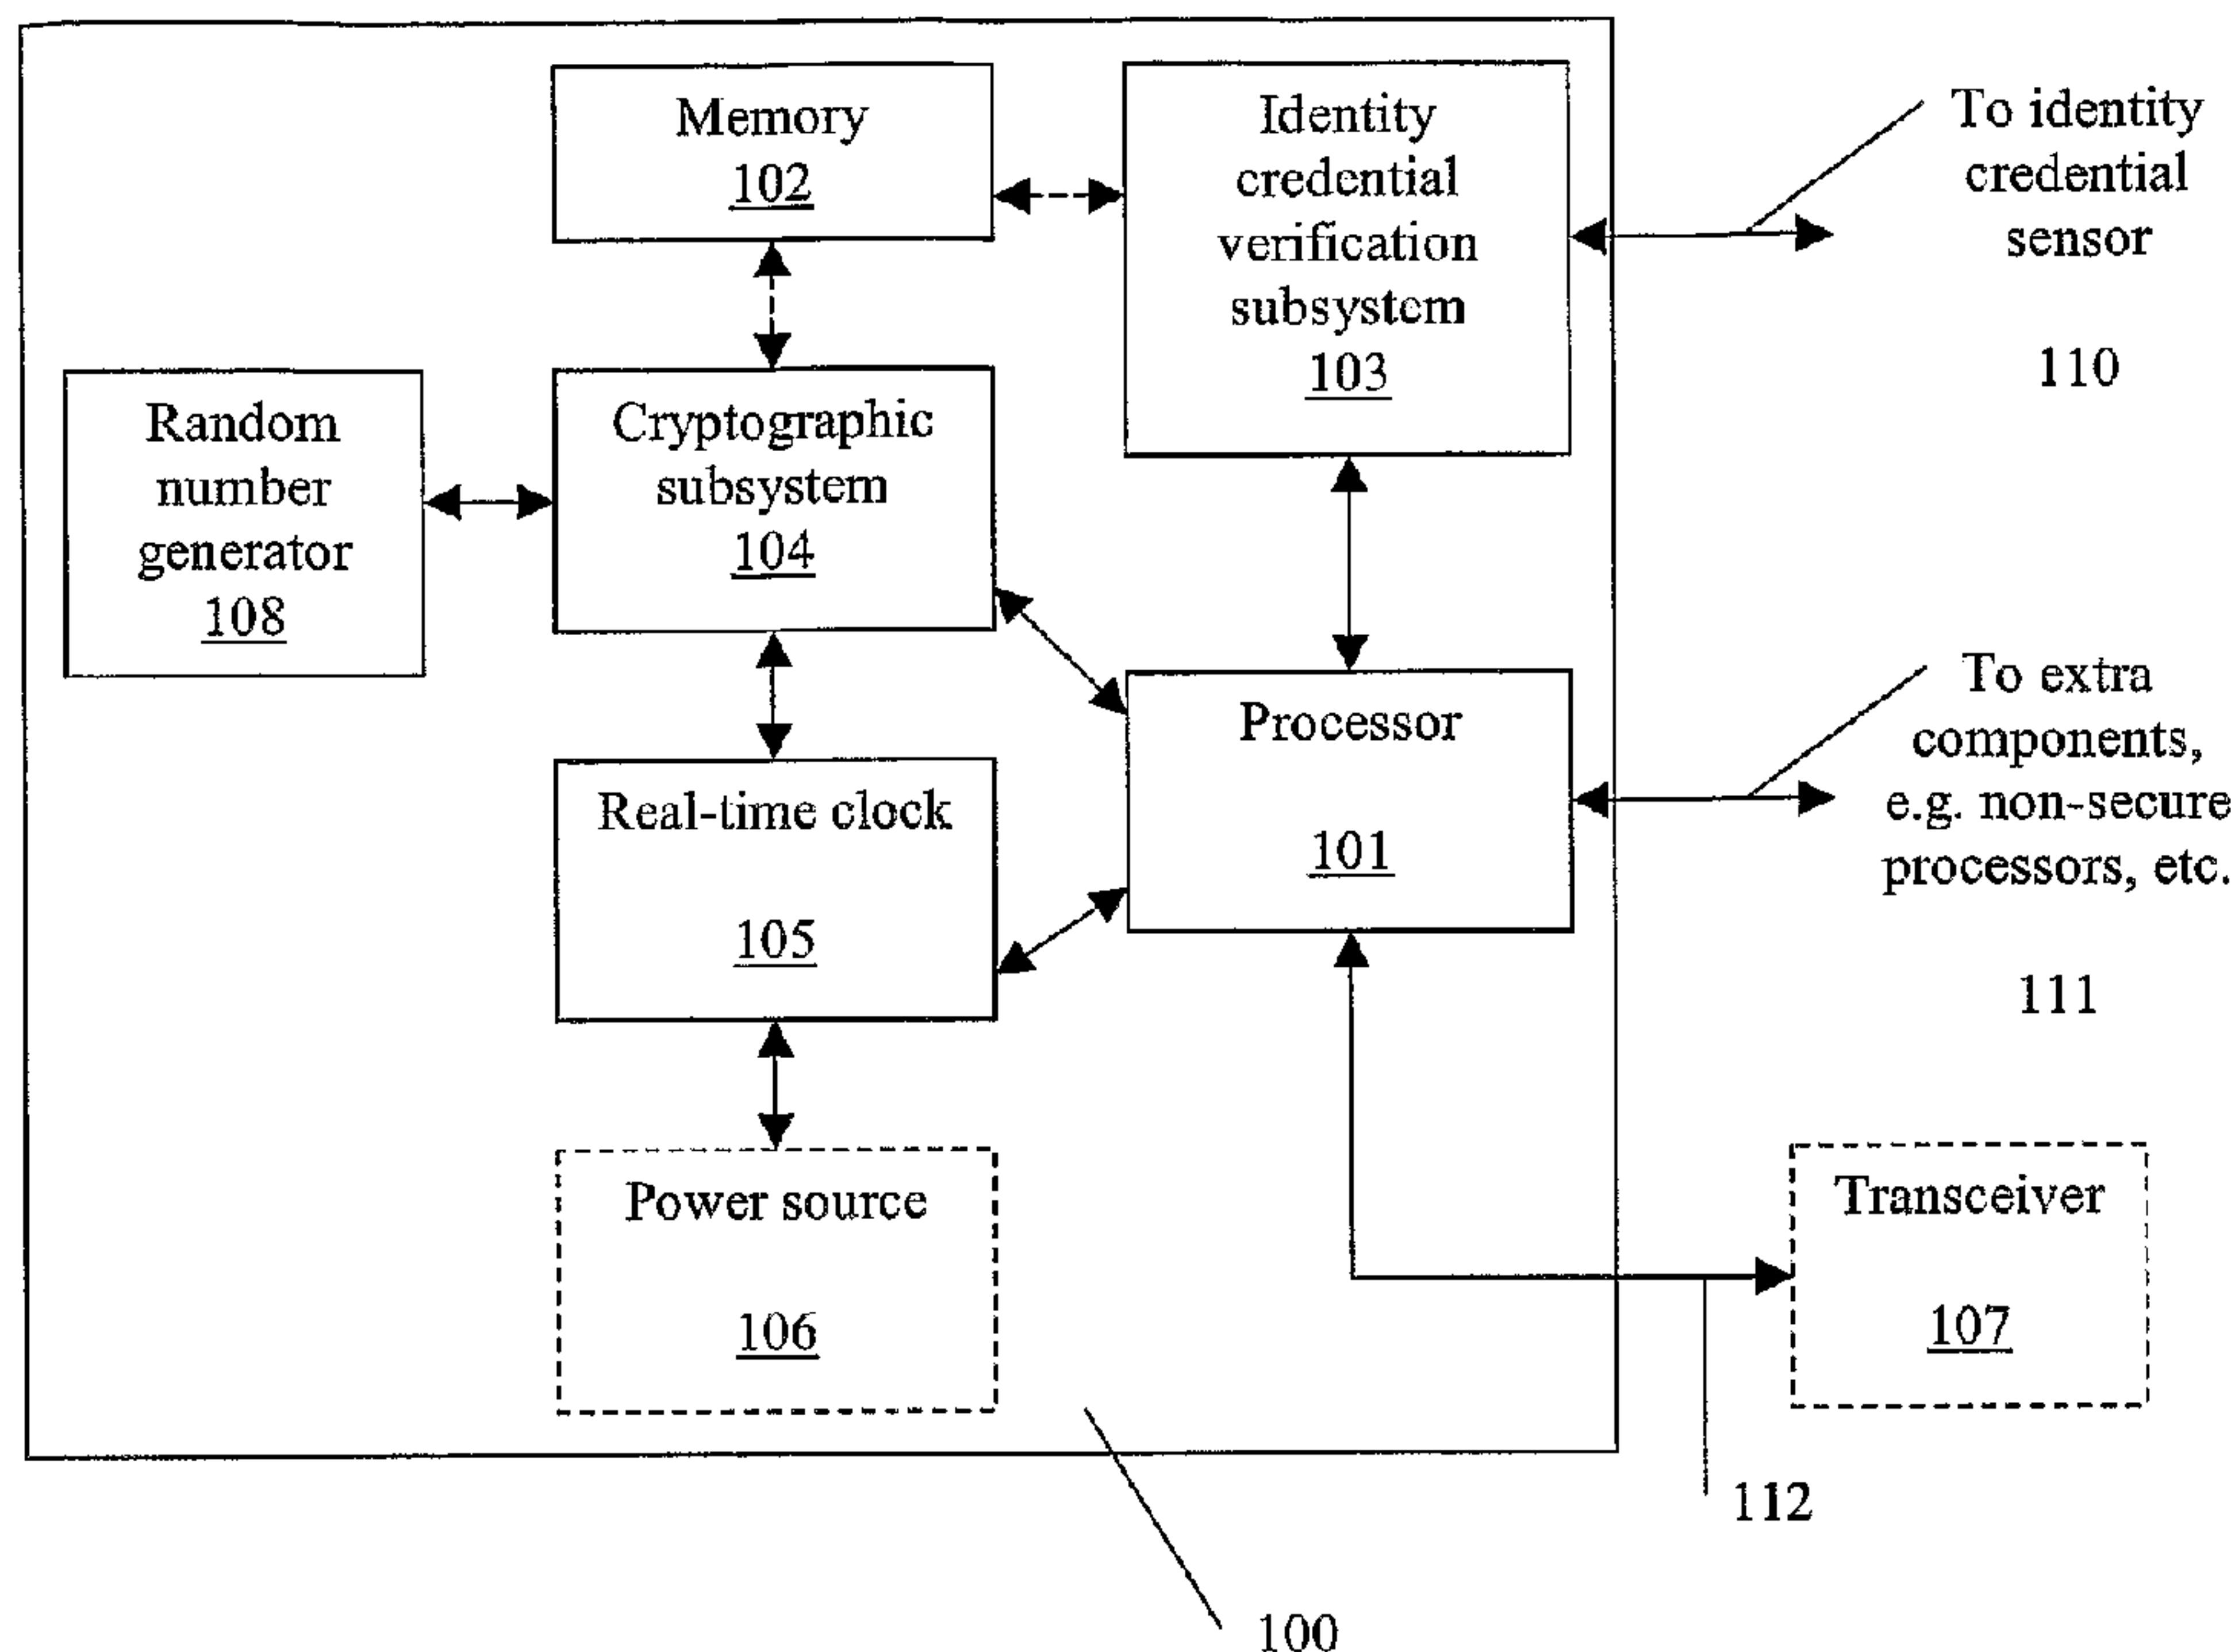 Memory
102
Identity
credential
verification
subsystem
103
To identity
credential
sensor
110
Random
number
generator
108
Cryptographic
subsystem
104
Processor
101
To extra
components,
e.g. non-secure
processors, etc.
111
Real-time clock
105
Power source
106
Transceiver
107
112
100